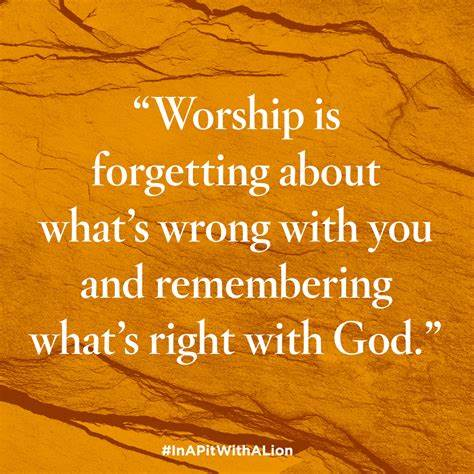 “Worship is
forgetting about
what’s wrong with you
and remembering
what’s right with God.”
#InAPitWithALion